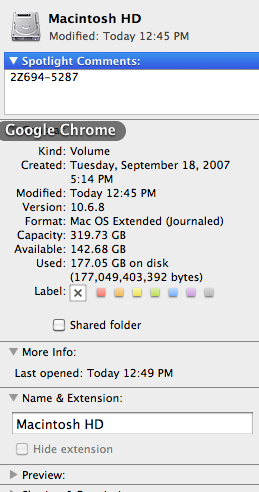 Macintosh HD
Modified: Today 12:45 PM
Spotlight Comments:
2Z694-5287
Google Chrome
Kind: Volume
Created: Tuesday, September 18, 2007
5:14 PM
Modified: Today 12:45 PM
Version: 10.6.8
Format: Mac OS Extended (Journaled)
Capacity: 319.73 GB
Available: 142.68 GB
Used: 177.05 GB on disk
(177,049,403,392 bytes)
Label:
Shared folder
More Info:
Last opened: Today 12:49 PM
Name & Extension:
Macintosh HD
Hide extension
Preview: